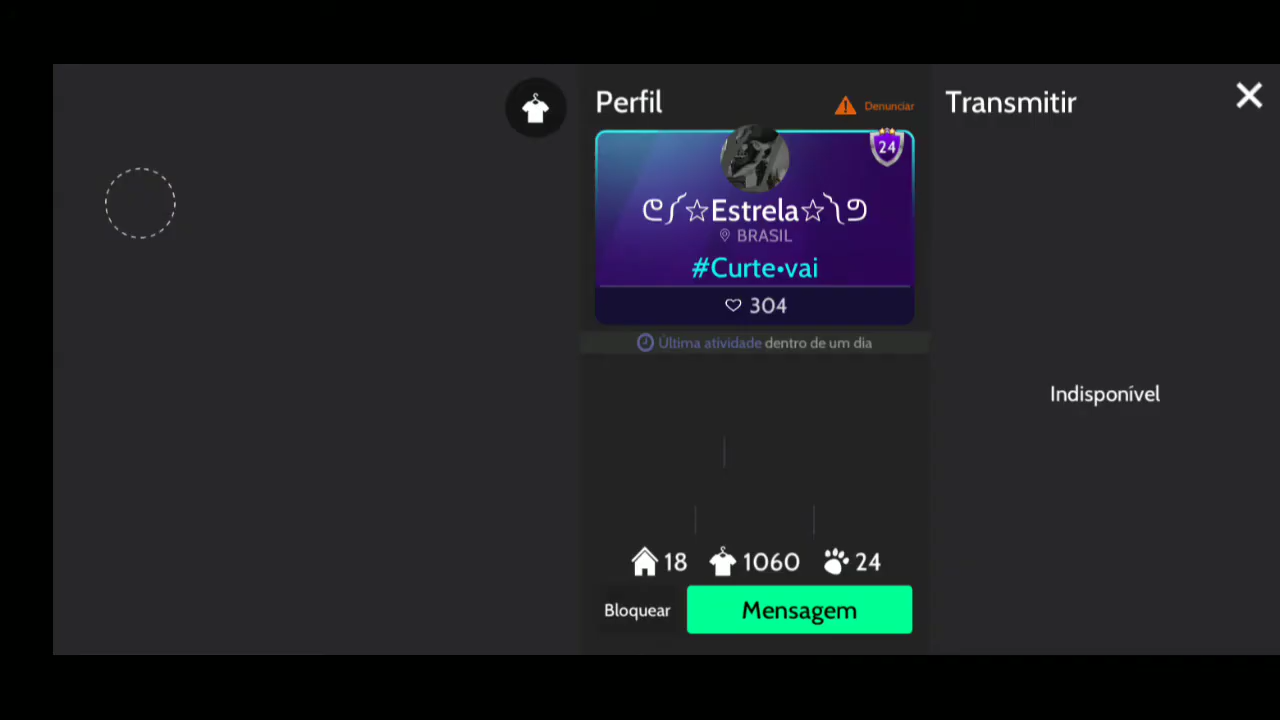 Perfil
Denunciar
24
ᘓ⎛☆Estrela☆⎞ᘐ
BRASIL
#Curte•vai
304
Última atividade dentro de um dia
18 1060 24
Bloquear
Mensagem
Transmitir
Indisponível